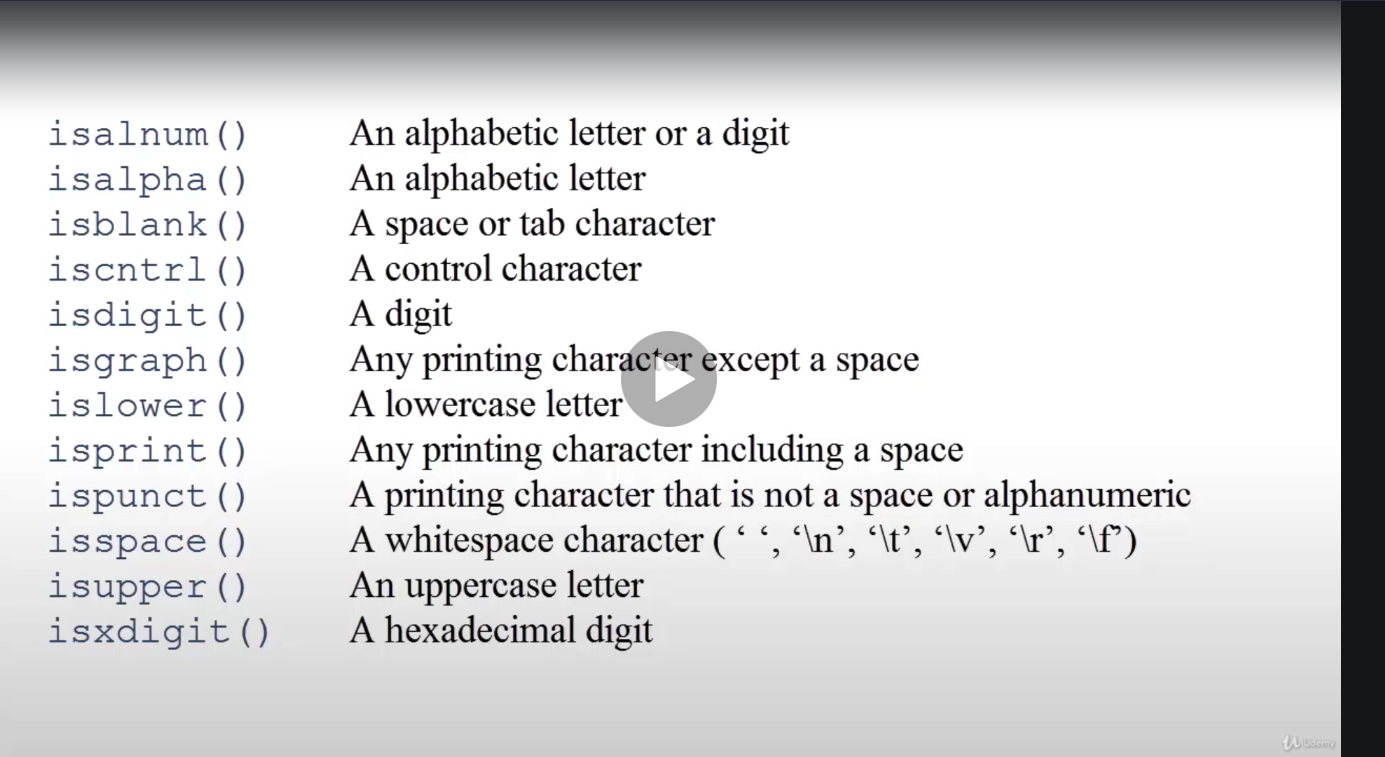 isalnum() An alphabetic letter or a digit
isalpha() An alphabetic letter
isblank() A space or tab character
iscntrl() A control character
isdigit() A digit
isgraph() Any printing character except a space
islower() A lowercase letter
isprint() Any printing character including a space
ispunct() A printing character that is not a space or alphanumeric
isspace() A whitespace character ( ‘ ‘, ‘\n’, ‘\t’, ‘\v’, ‘\r’, ‘\f’)
isupper() An uppercase letter
isxdigit() A hexadecimal digit
Udemy